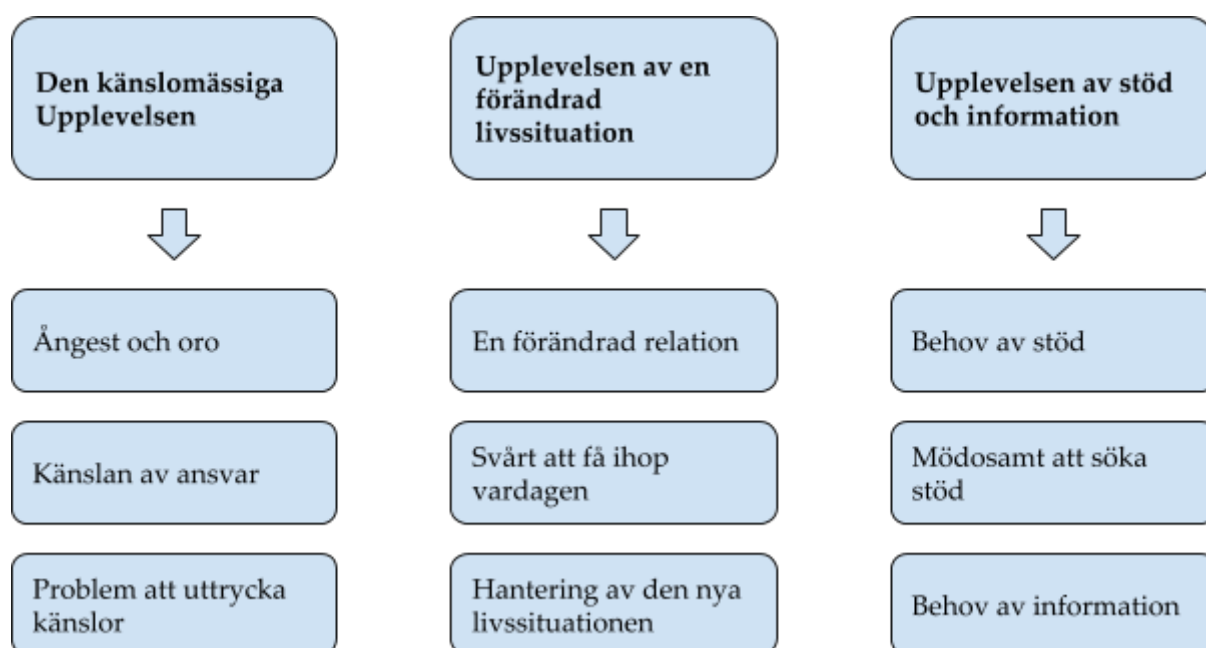 Den känslomässiga
Upplevelsen
Upplevelsen av en
förändrad
livssituation
Upplevelsen av stöd
och information
Ångest och oro
En förändrad relation
Behov av stöd
Känslan av ansvar
Svårt att få ihop
vardagen
Mödosamt att söka
stöd
Problem att uttrycka
känslor
Hantering av den nya
livssituationen
Behov av information